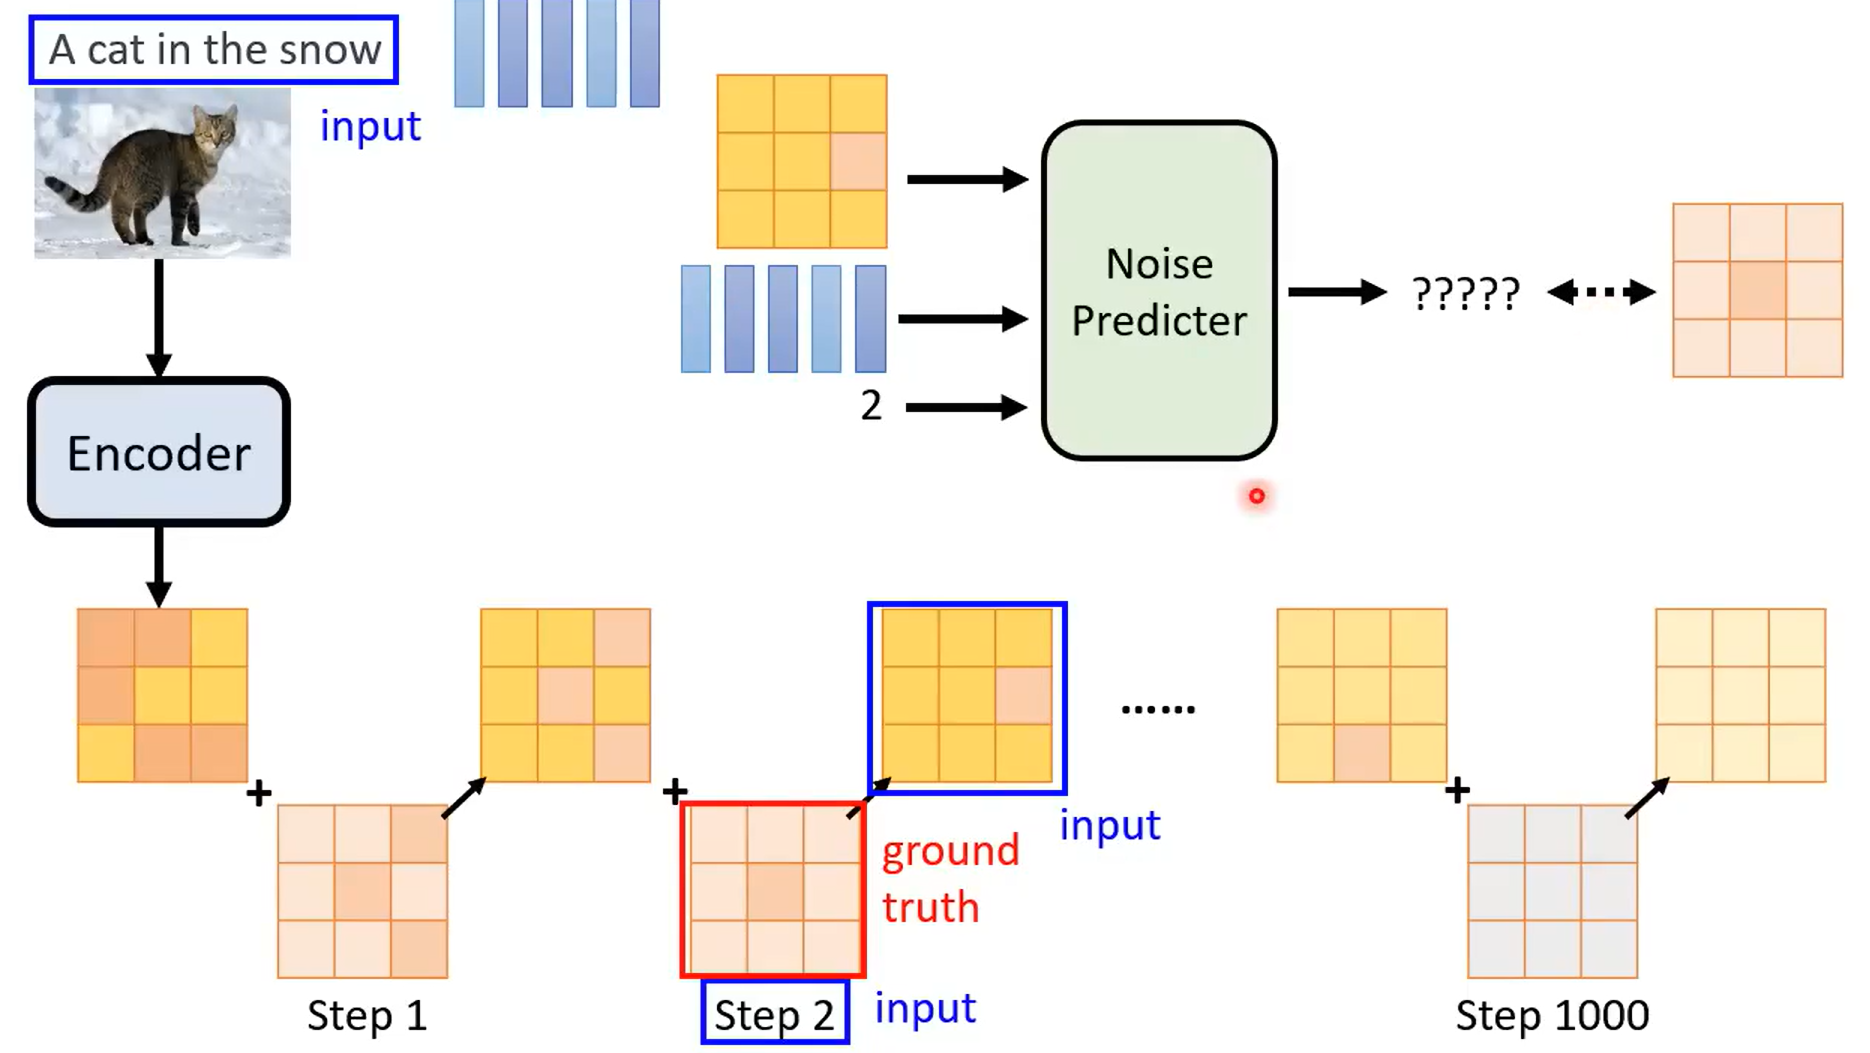 A cat in the snow
input
Noise
Predicter
?????
2
Encoder
......
+
+
+
input
ground
truth
Step 1
Step 2
input
Step 1000